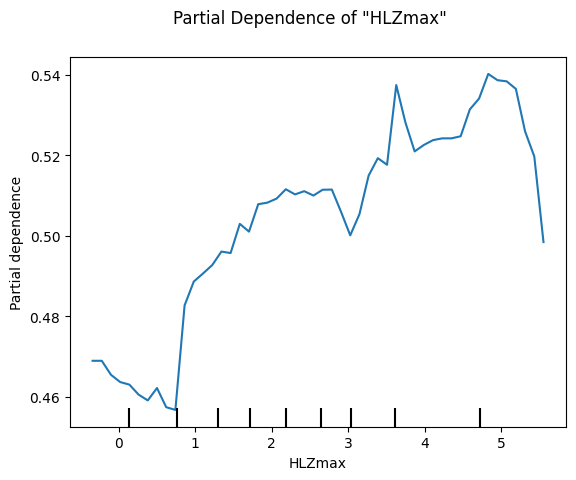 Partial Dependence of "HLZmax"
0.54
0.52
0.50
0.48
0.46
Partial dependence
0 1 2 3 4 5
HLZmax